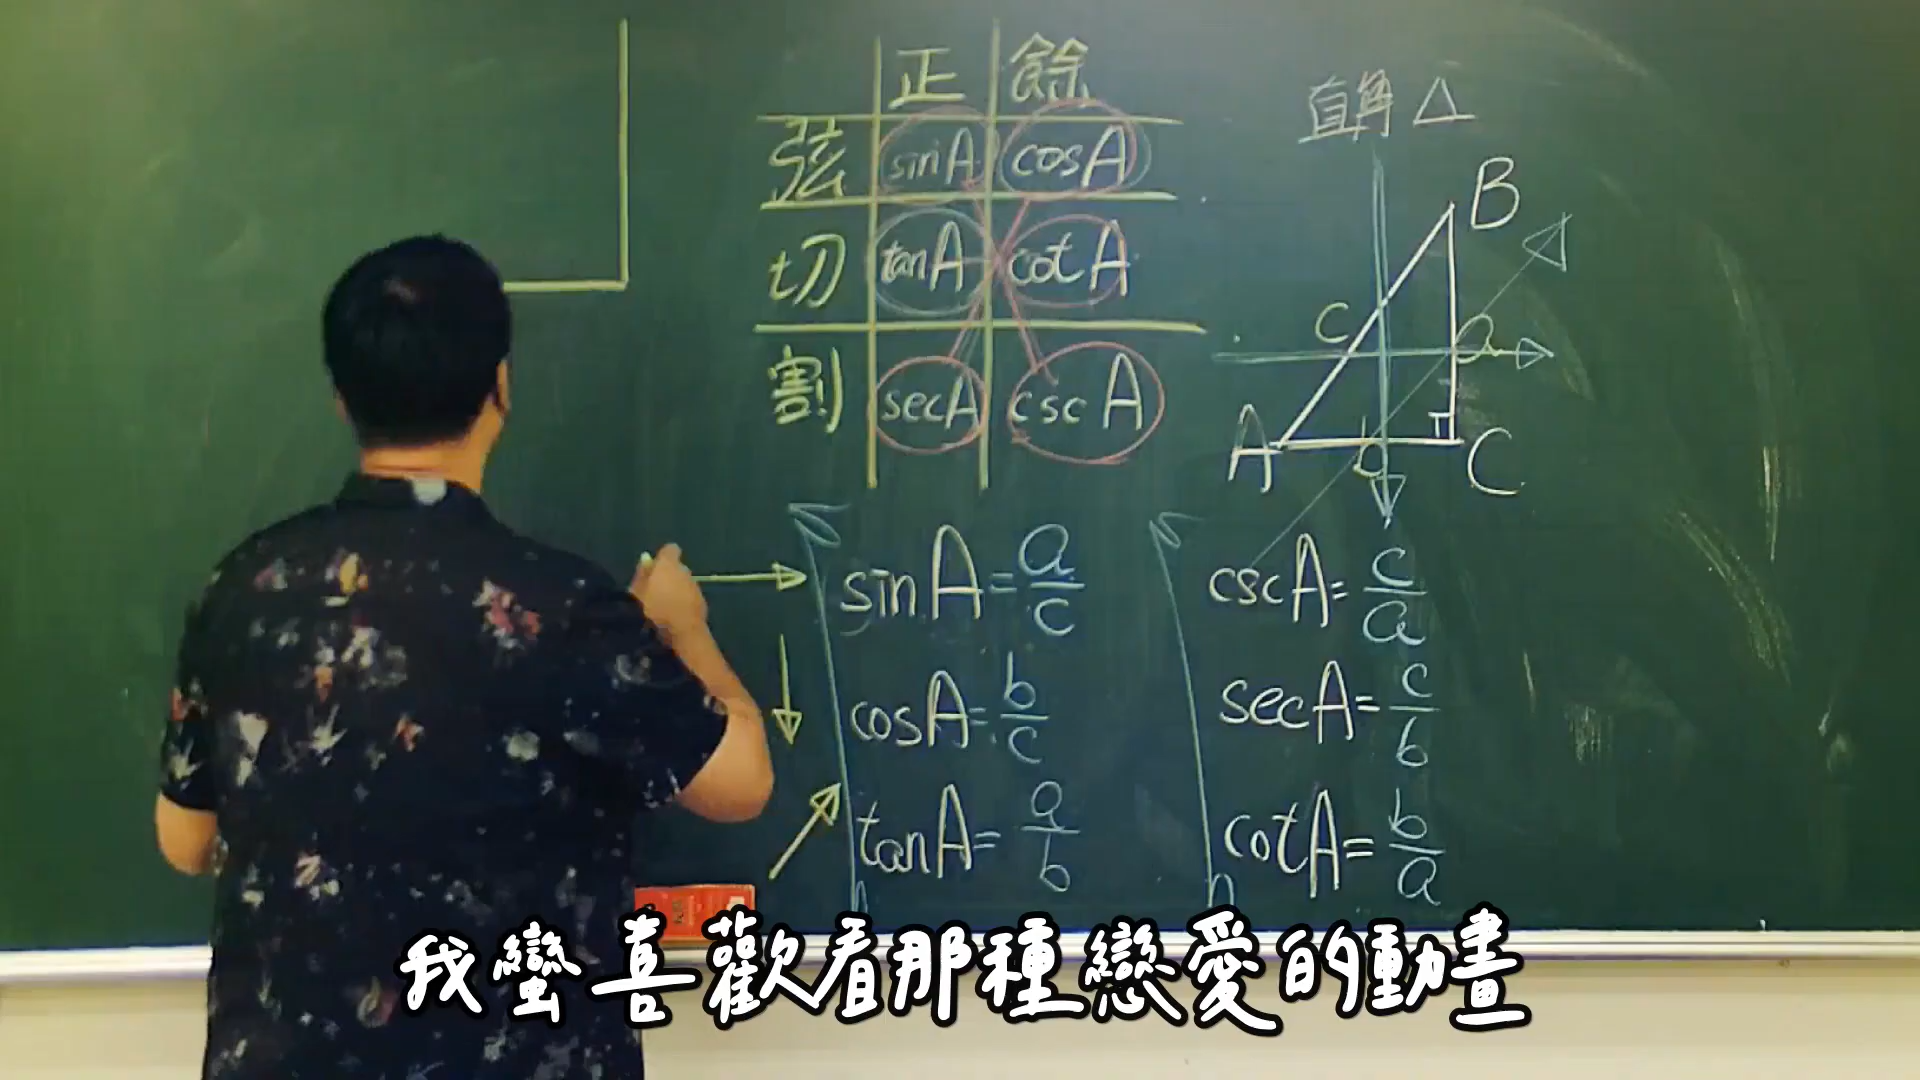 正 餘
弦 sinA cosA
切 tanA cotA
割 secA cscA
直角 △
B
c
a
A
b
C
sinA = a/c
cosA = b/c
tanA = a/b
cscA = c/a
secA = c/b
cotA = b/a
我蠻喜歡看那種戀愛的動畫